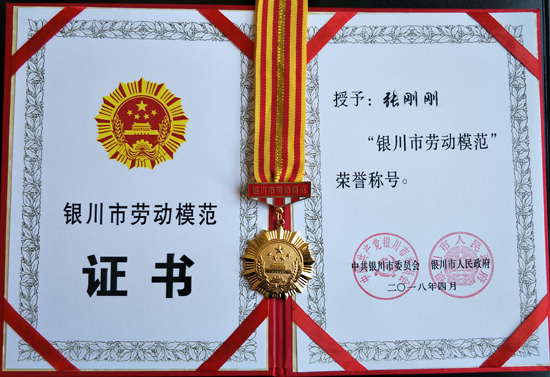 银川市劳动模范
证书
银川市劳动模范
授予：张刚刚
“银川市劳动模范”
荣誉称号。
中共银川市委员会
银川市人民政府
二〇一八年四月